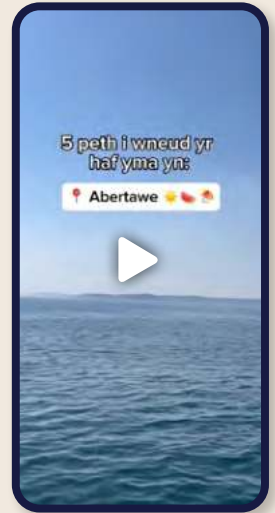 5 peth i wneud yr
haf yma yn:
📍 Abertawe ☀️🍉🍧